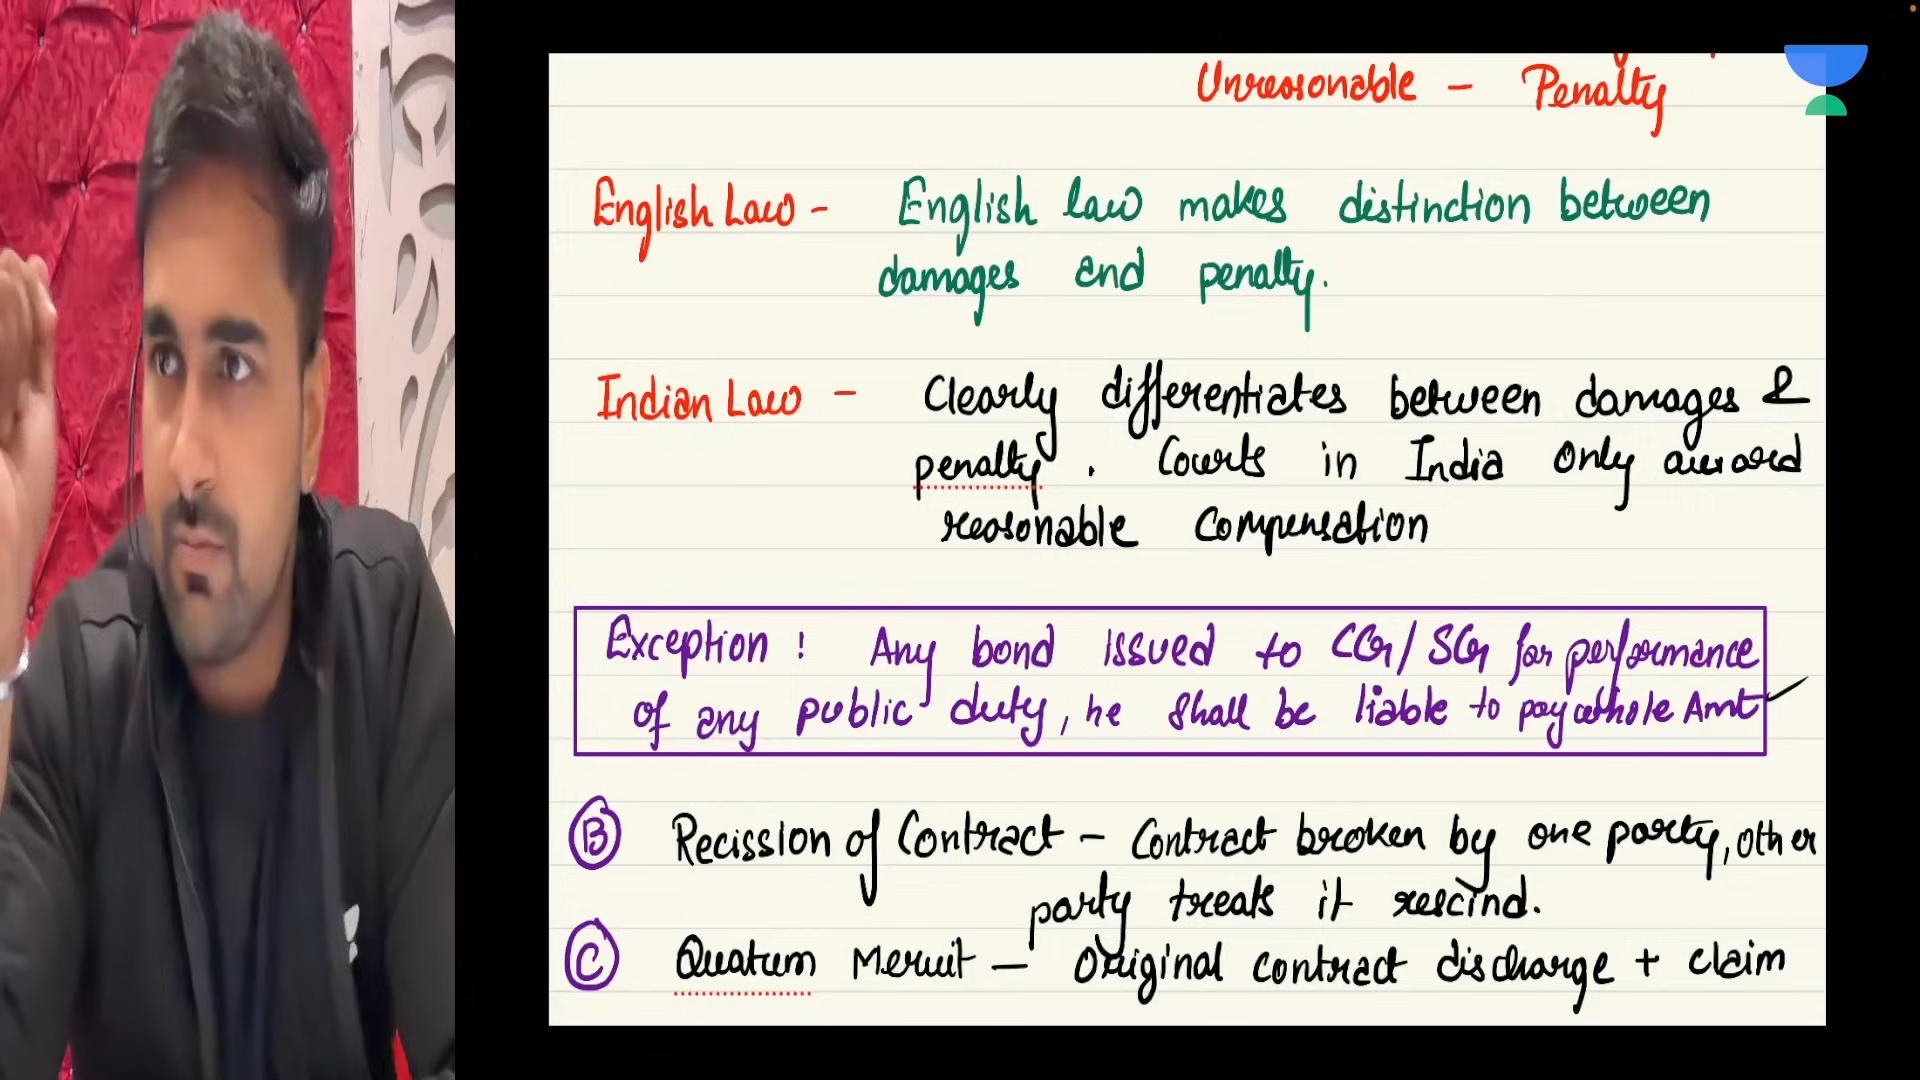 Unreasonable - Penalty
English Law - English law makes distinction between
damages and penalty.
Indian Law - Clearly differentiates between damages &
penalty. Courts in India only award
reasonable compensation
Exception: Any bond issued to CG/SG for performance
of any public duty, he shall be liable to pay whole Amt
B Recission of Contract - Contract broken by one party, other
party treats it rescind.
C Quatum Meruit - Original contract discharge + claim